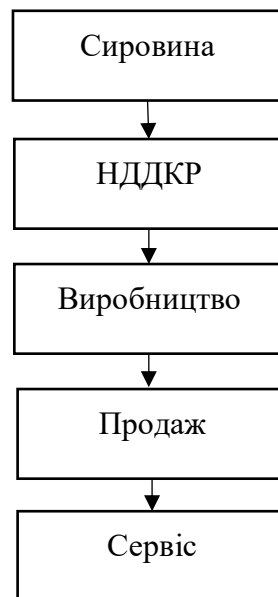 Сировина
НДДКР
Виробництво
Продаж
Сервіс